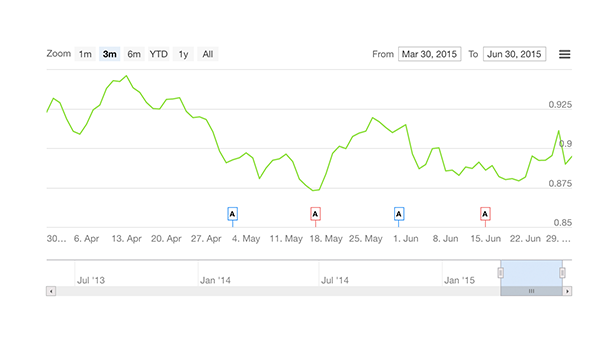 Zoom 1m 3m 6m YTD 1y All From Mar 30, 2015 To Jun 30, 2015
0.925
0.9
0.875
A A A A
0.85
30... 6. Apr 13. Apr 20. Apr 27. Apr 4. May 11. May 18. May 25. May 1. Jun 8. Jun 15. Jun 22. Jun 29. ...
Jul '13 Jan '14 Jul '14 Jan '15